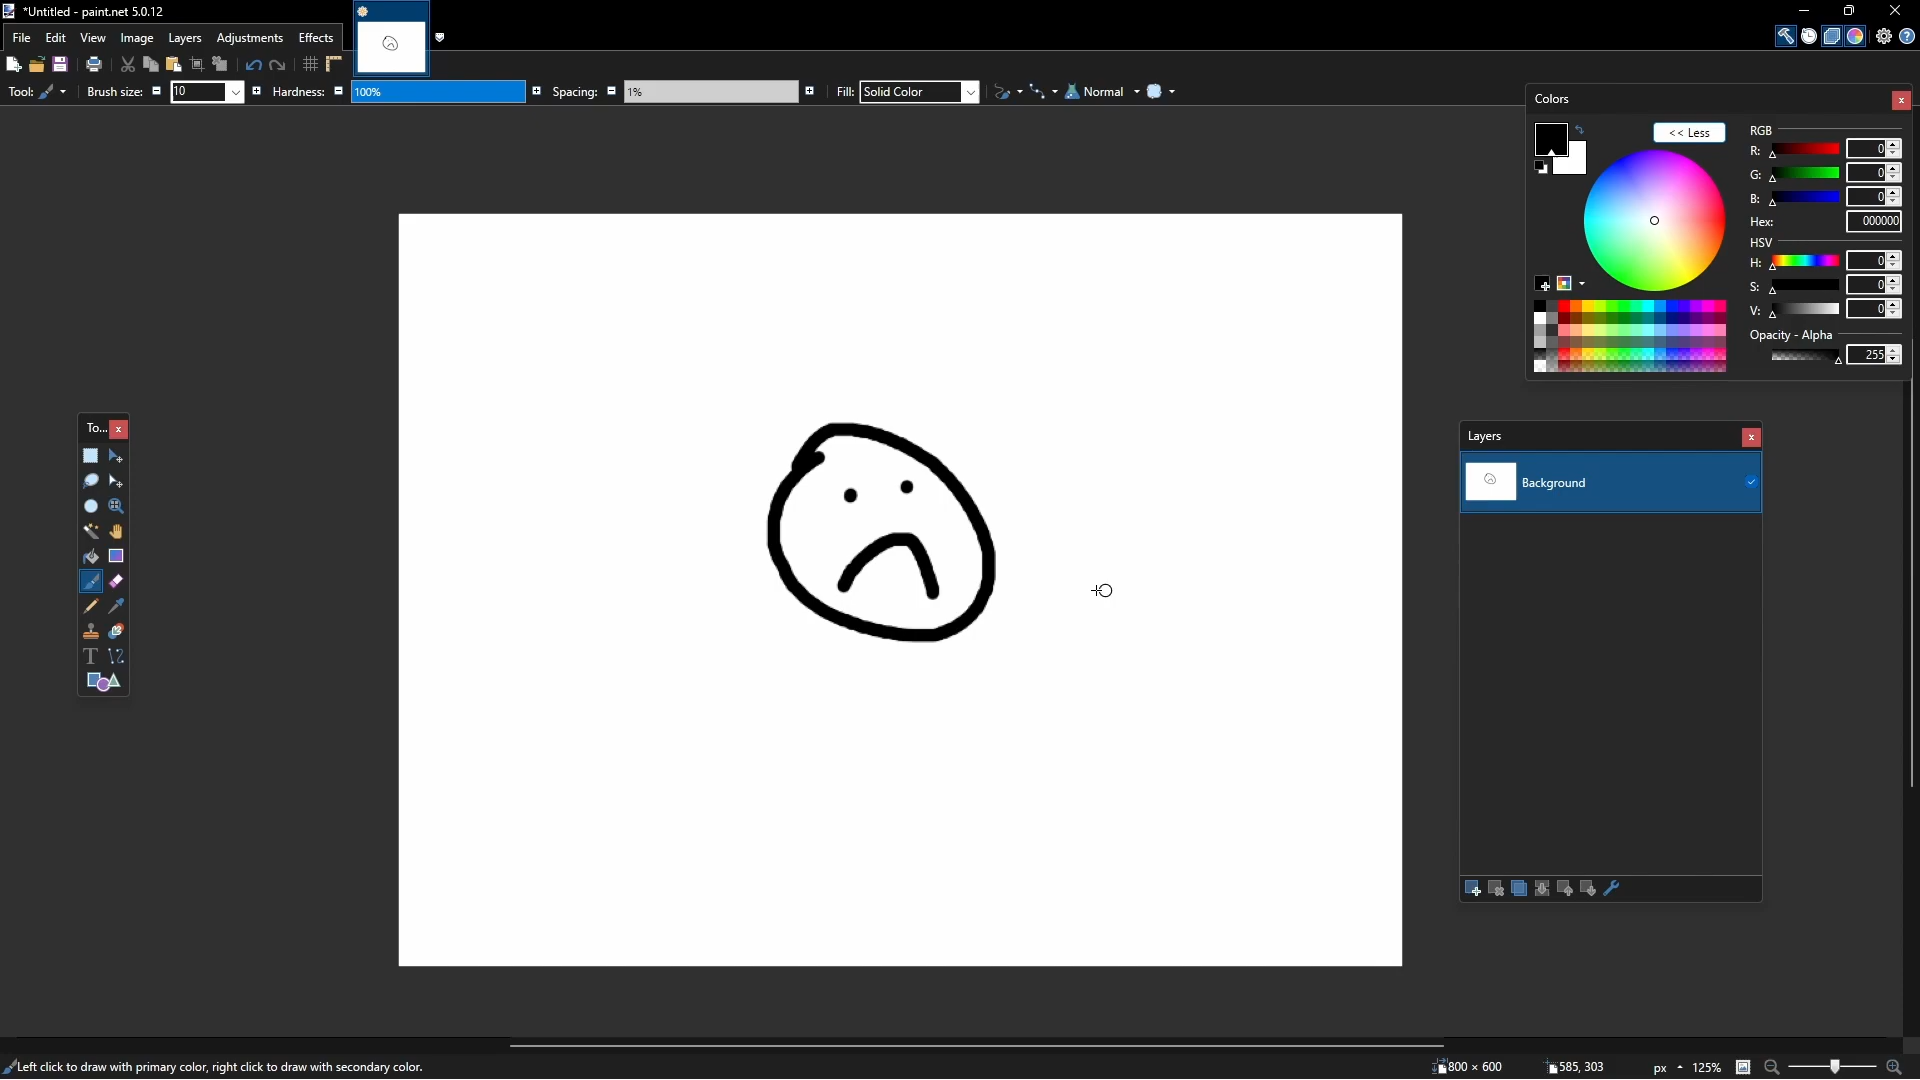 *Untitled - paint.net 5.0.12
File Edit View Image Layers Adjustments Effects
Tool: Brush size: 10 Hardness: 100% Spacing: 1% Fill: Solid Color Normal
Colors
<< Less
RGB
R: 0
G: 0
B: 0
Hex: 000000
HSV
H: 0
S: 0
V: 0
Opacity - Alpha
255
To...
Layers
Background
Left click to draw with primary color, right click to draw with secondary color.
800 × 600 585, 303 px 125%